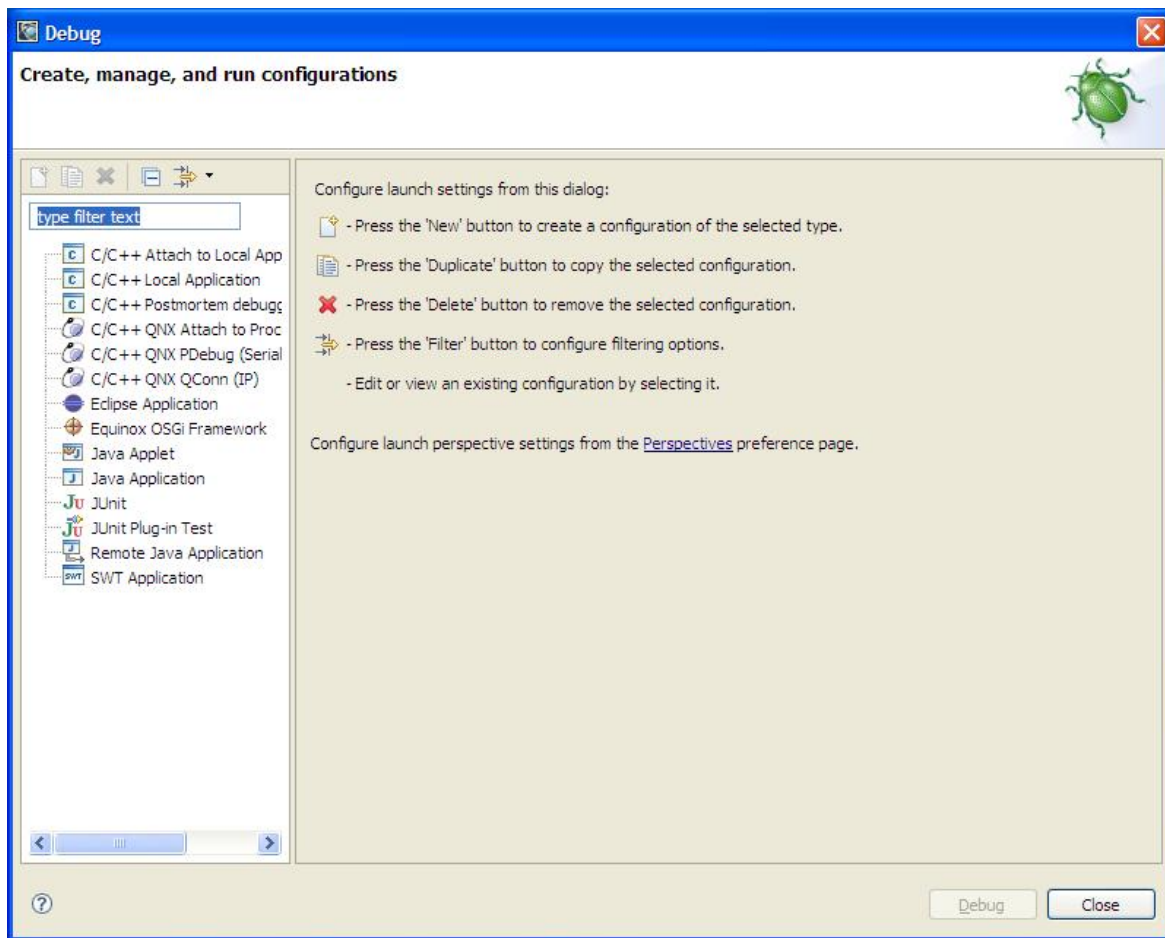 Debug
Create, manage, and run configurations
type filter text
C/C++ Attach to Local App
C/C++ Local Application
C/C++ Postmortem debugg
C/C++ QNX Attach to Proc
C/C++ QNX PDebug (Serial
C/C++ QNX QConn (IP)
Eclipse Application
Equinox OSGi Framework
Java Applet
Java Application
JUnit
JUnit Plug-in Test
Remote Java Application
SWT Application
Configure launch settings from this dialog:
- Press the 'New' button to create a configuration of the selected type.
- Press the 'Duplicate' button to copy the selected configuration.
- Press the 'Delete' button to remove the selected configuration.
- Press the 'Filter' button to configure filtering options.
- Edit or view an existing configuration by selecting it.
Configure launch perspective settings from the Perspectives preference page.
Debug
Close